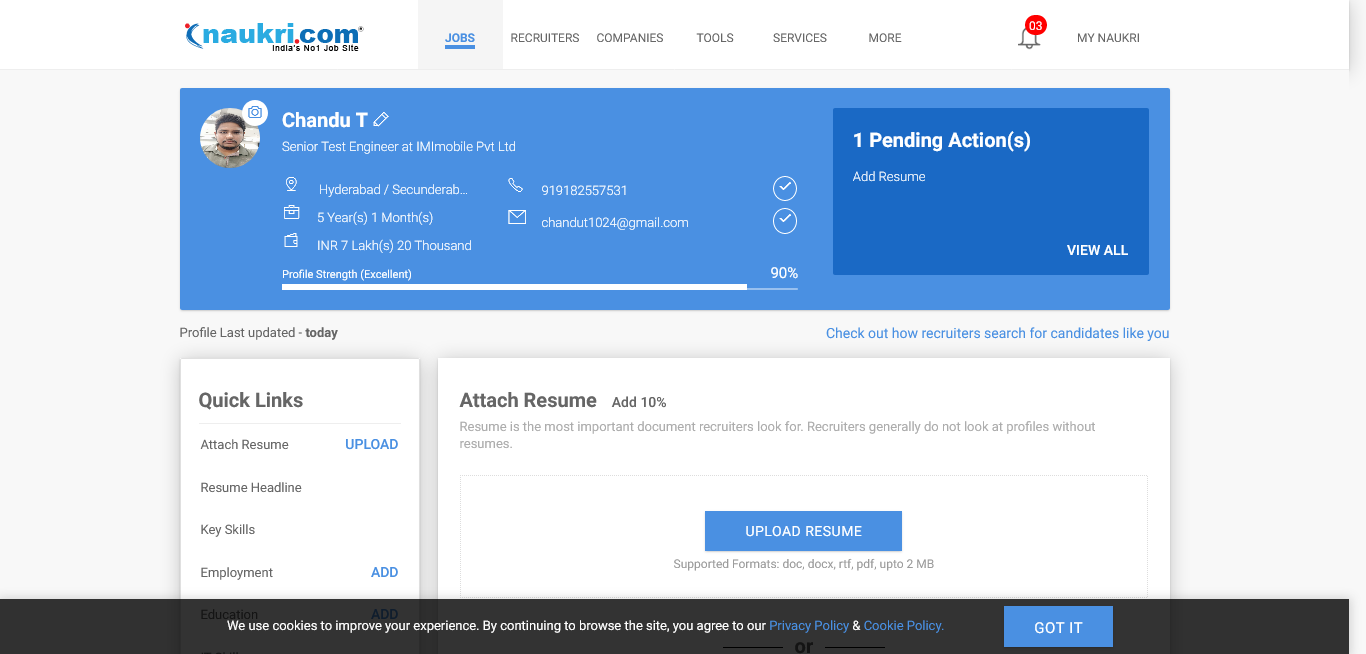 naukri.com
India's No1 Job Site
JOBS
RECRUITERS
COMPANIES
TOOLS
SERVICES
MORE
03
MY NAUKRI
Chandu T
Senior Test Engineer at IMImobile Pvt Ltd
Hyderabad / Secunderab...
919182557531
5 Year(s) 1 Month(s)
chandut1024@gmail.com
INR 7 Lakh(s) 20 Thousand
Profile Strength (Excellent)
90%
1 Pending Action(s)
Add Resume
VIEW ALL
Profile Last updated - today
Check out how recruiters search for candidates like you
Quick Links
Attach Resume UPLOAD
Resume Headline
Key Skills
Employment ADD
Education ADD
Attach Resume Add 10%
Resume is the most important document recruiters look for. Recruiters generally do not look at profiles without
resumes.
UPLOAD RESUME
Supported Formats: doc, docx, rtf, pdf, upto 2 MB
or
We use cookies to improve your experience. By continuing to browse the site, you agree to our Privacy Policy & Cookie Policy.
GOT IT